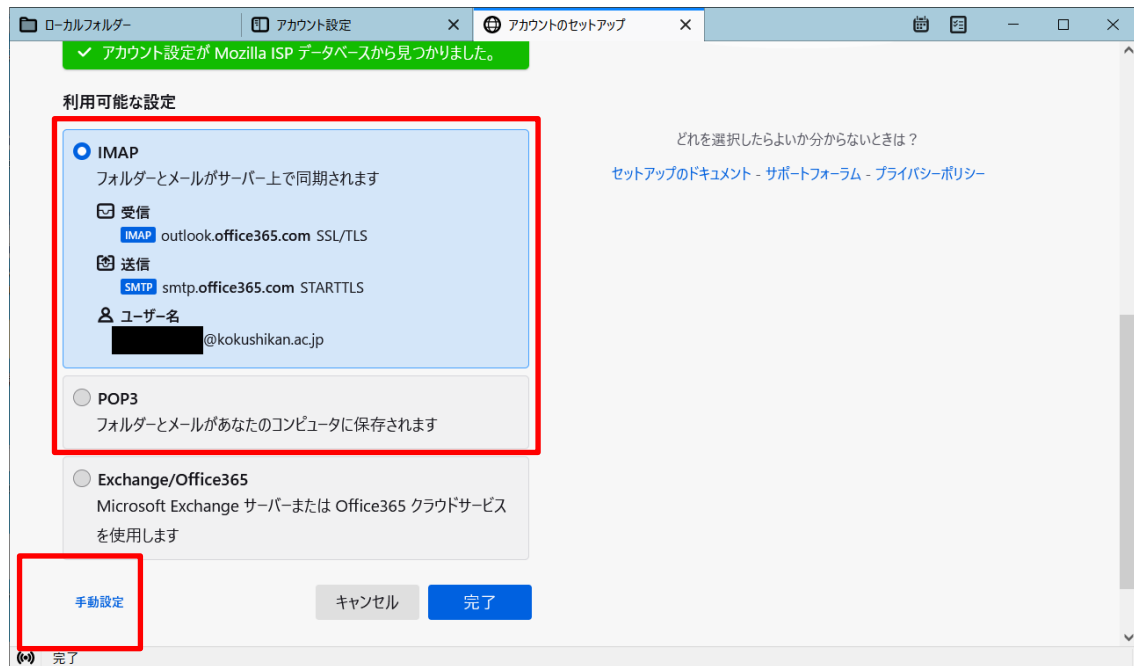 ローカルフォルダー
アカウント設定
アカウントのセットアップ
アカウント設定が Mozilla ISP データベースから見つかりました。
利用可能な設定
IMAP
フォルダーとメールがサーバー上で同期されます
受信
IMAP outlook.office365.com SSL/TLS
送信
SMTP smtp.office365.com STARTTLS
ユーザー名
@kokushikan.ac.jp
POP3
フォルダーとメールがあなたのコンピュータに保存されます
Exchange/Office365
Microsoft Exchange サーバーまたは Office365 クラウドサービス
を使用します
手動設定
キャンセル
完了
どれを選択したらよいか分からないときは？
セットアップのドキュメント - サポートフォーラム - プライバシーポリシー
完了